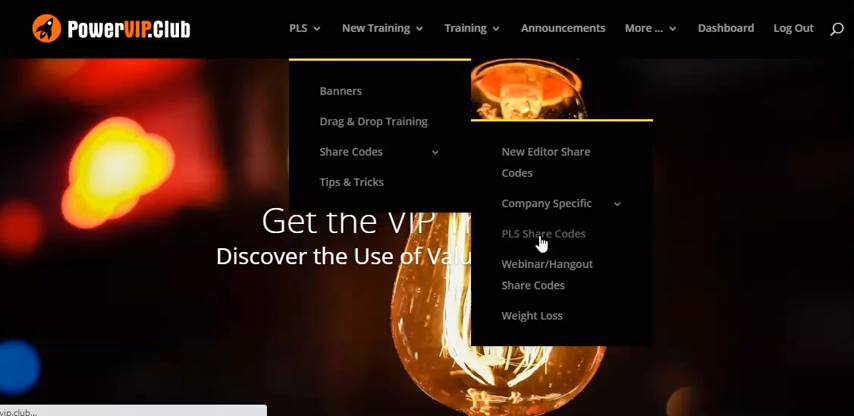 PowerVIP.Club
PLS
New Training
Training
Announcements
More ...
Dashboard
Log Out
Banners
Drag & Drop Training
Share Codes
Tips & Tricks
New Editor Share
Codes
Company Specific
PLS Share Codes
Webinar/Hangout
Share Codes
Weight Loss
Get the VIP
Discover the Use of
vip.club...